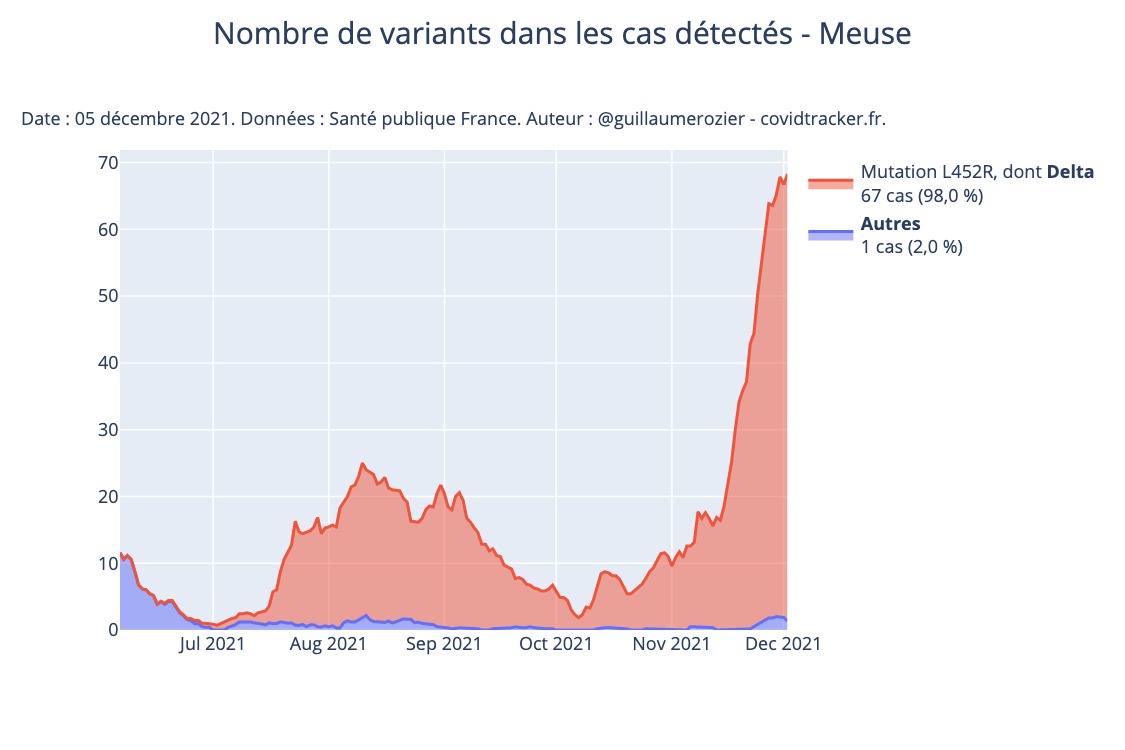 Nombre de variants dans les cas détectés - Meuse
Date : 05 décembre 2021. Données : Santé publique France. Auteur : @guillaumerozier - covidtracker.fr.
70
60
50
40
30
20
10
0
Jul 2021 Aug 2021 Sep 2021 Oct 2021 Nov 2021 Dec 2021
Mutation L452R, dont Delta
67 cas (98,0 %)
Autres
1 cas (2,0 %)